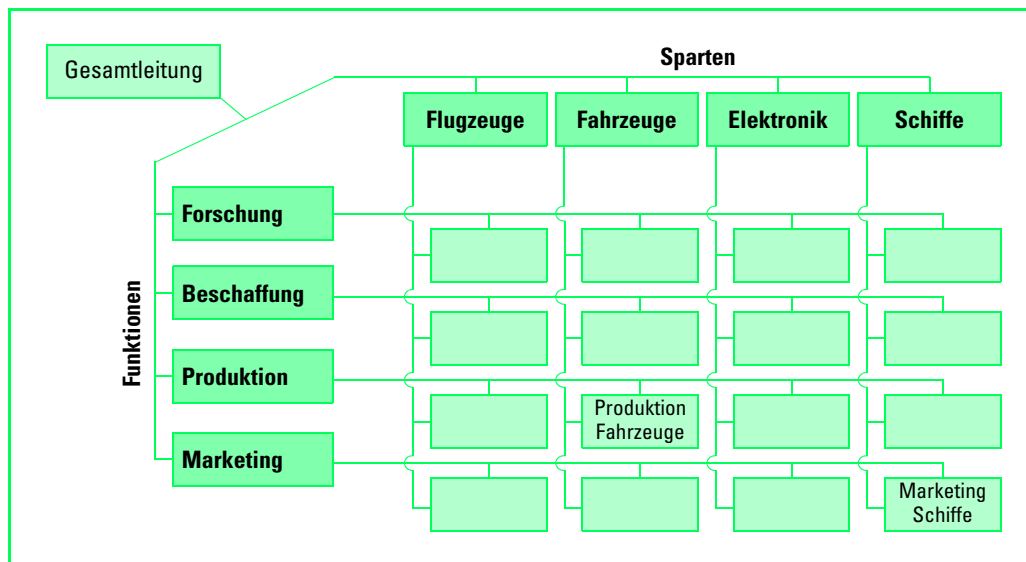 Gesamtleitung
Sparten
Flugzeuge
Fahrzeuge
Elektronik
Schiffe
Funktionen
Forschung
Beschaffung
Produktion
Produktion
Fahrzeuge
Marketing
Marketing
Schiffe